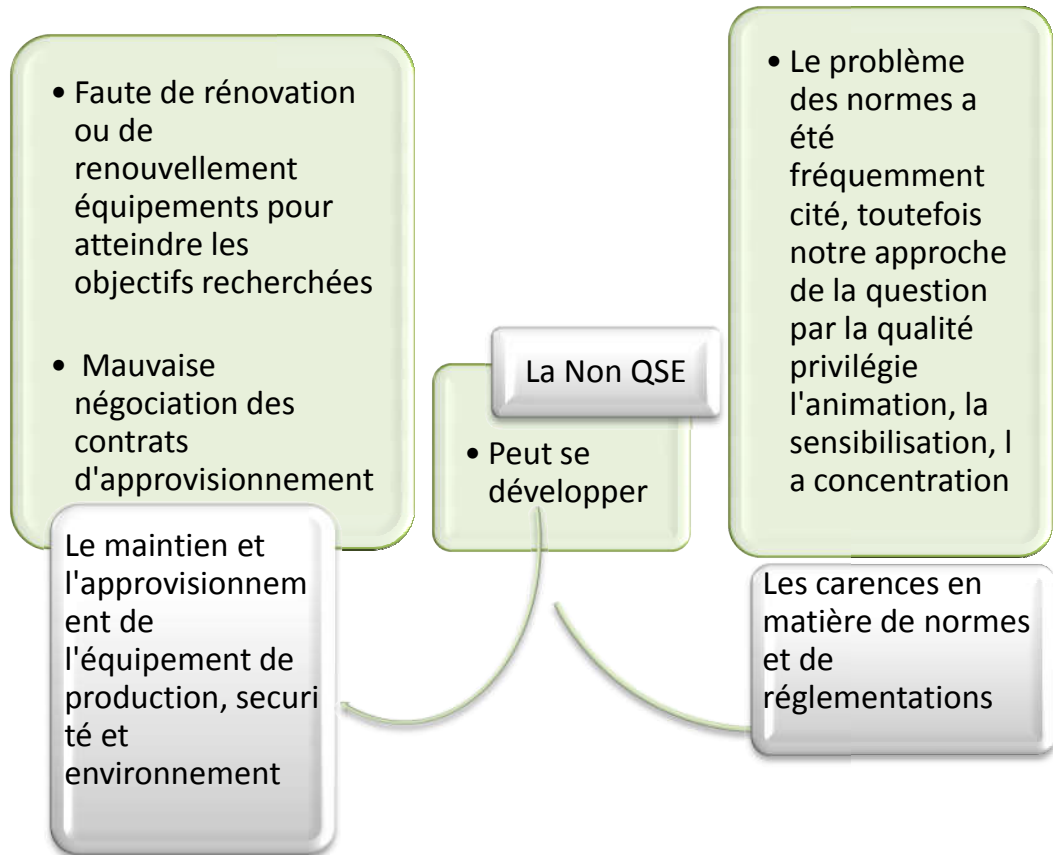 • Faute de rénovation
ou de
renouvellement
équipements pour
atteindre les
objectifs recherchées
• Mauvaise
négociation des
contrats
d'approvisionnement
Le maintien et
l'approvisionnem
ent de
l'équipement de
production, securi
té et
environnement
La Non QSE
• Peut se
développer
• Le problème
des normes a
été
fréquemment
cité, toutefois
notre approche
de la question
par la qualité
privilégie
l'animation, la
sensibilisation, l
a concentration
Les carences en
matière de normes
et de
réglementations